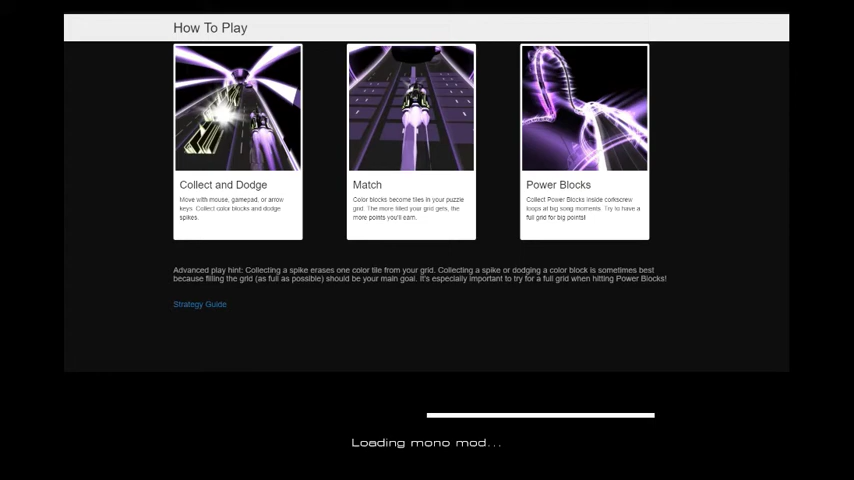 How To Play
Collect and Dodge
Move with mouse, gamepad, or arrow
keys. Collect color blocks and dodge
spikes.
Match
Color blocks become tiles in your puzzle
grid. The more filled your grid gets, the
more points you'll earn.
Power Blocks
Collect Power Blocks inside corkscrew
loops at big song moments. Try to have a
full grid for big points!
Advanced play hint: Collecting a spike erases one color tile from your grid. Collecting a spike or dodging a color block is sometimes best
because filling the grid (as full as possible) should be your main goal. It's especially important to try for a full grid when hitting Power Blocks!
Strategy Guide
Loading mono mod...